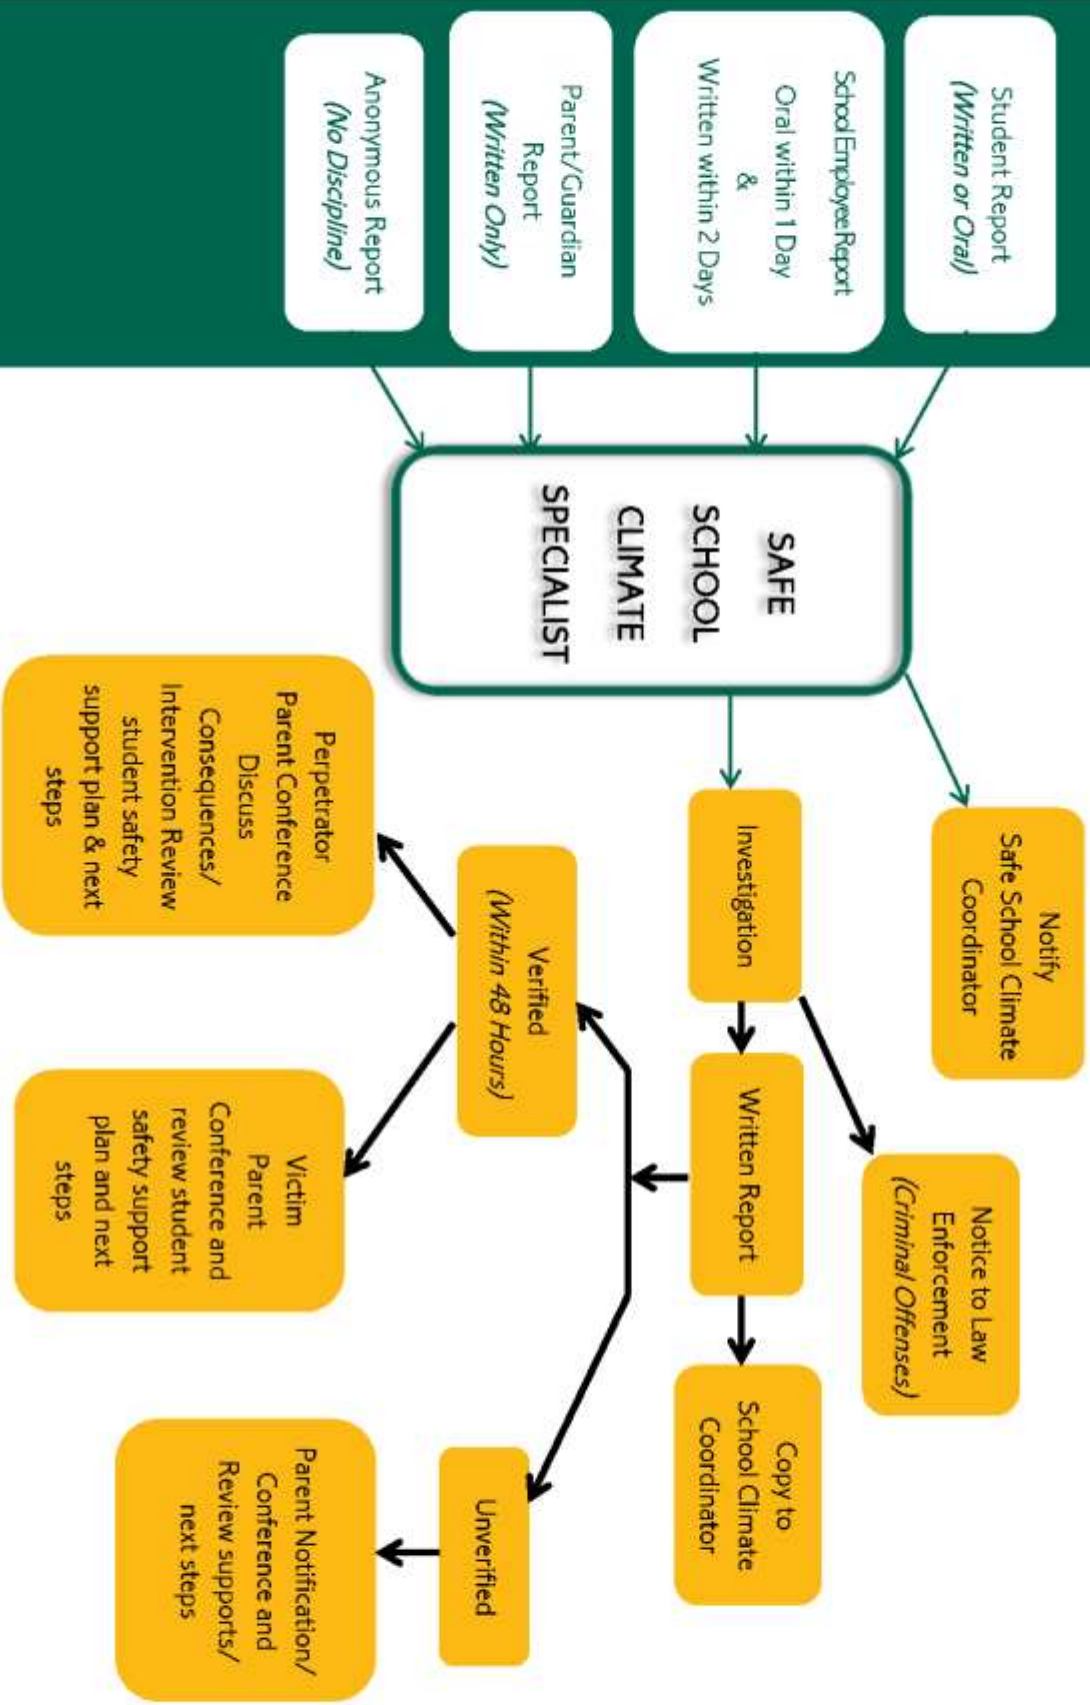 Student Report
(Written or Oral)
School Employee Report
Oral within 1 Day
&
Written within 2 Days
Parent/Guardian
Report
(Written Only)
Anonymous Report
(No Discipline)
SAFE
SCHOOL
CLIMATE
SPECIALIST
Notify
Safe School Climate
Coordinator
Investigation
Notice to Law
Enforcement
(Criminal Offenses)
Written Report
Copy to
School Climate
Coordinator
Verified
(Within 48 Hours)
Unverified
Perpetrator
Parent Conference
Discuss
Consequences/
Intervention Review
student safety
support plan & next
steps
Victim
Parent
Conference and
review student
safety support
plan and next
steps
Parent Notification/
Conference and
Review supports/
next steps